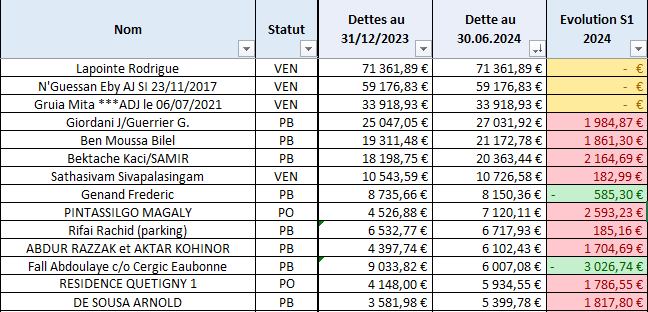 Nom Statut Dettes au 31/12/2023 Dette au 30.06.2024 Evolution S1 2024
Lapointe Rodrigue VEN 71 361,89 € 71 361,89 € - €
N'Guessan Eby AJ SI 23/11/2017 VEN 59 176,83 € 59 176,83 € - €
Gruia Mita ***ADJ le 06/07/2021 VEN 33 918,93 € 33 918,93 € - €
Giordani J/Guerrier G. PB 25 047,05 € 27 031,92 € 1 984,87 €
Ben Moussa Bilel PB 19 311,48 € 21 172,78 € 1 861,30 €
Bektache Kaci/SAMIR PB 18 198,75 € 20 363,44 € 2 164,69 €
Sathasivam Sivapalasingam VEN 10 543,59 € 10 726,58 € 182,99 €
Genand Frederic PB 8 735,66 € 8 150,36 € - 585,30 €
PINTASSILGO MAGALY PO 4 526,88 € 7 120,11 € 2 593,23 €
Rifai Rachid (parking) PB 6 532,77 € 6 717,93 € 185,16 €
ABDUR RAZZAK et AKTAR KOHINOR PB 4 397,74 € 6 102,43 € 1 704,69 €
Fall Abdoulaye c/o Cergic Eaubonne PB 9 033,82 € 6 007,08 € - 3 026,74 €
RESIDENCE QUETIGNY 1 PO 4 148,00 € 5 934,55 € 1 786,55 €
DE SOUSA ARNOLD PB 3 581,98 € 5 399,78 € 1 817,80 €